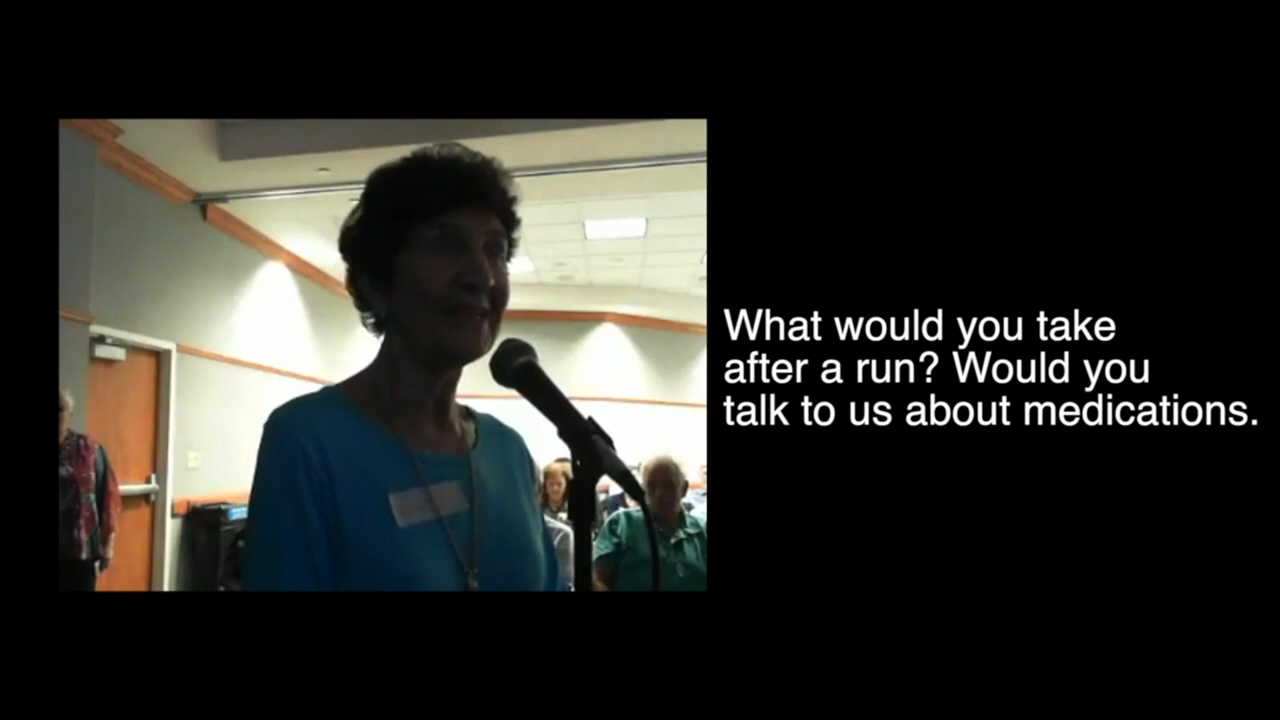 What would you take
after a run? Would you
talk to us about medications.